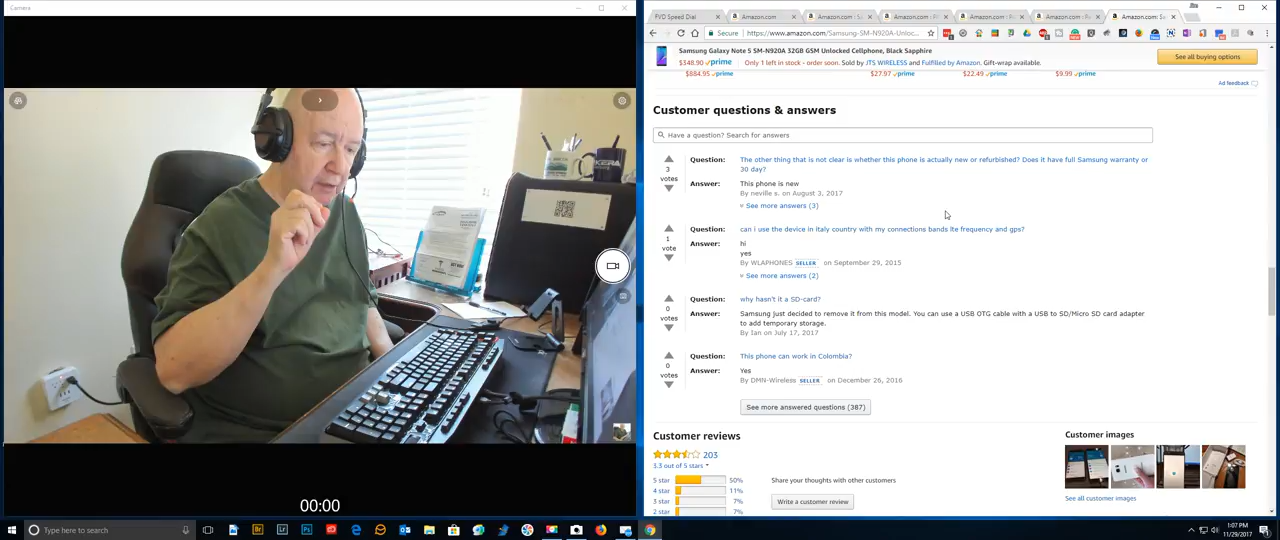 Camera
FVD Speed Dial
Amazon.com
Amazon.com
Secure
https://www.amazon.com/Samsung-SM-N920A-Unloc...
Samsung Galaxy Note 5 SM-N920A 32GB GSM Unlocked Cellphone, Black Sapphire
$348.90 prime Only 1 left in stock - order soon. Sold by JTS WIRELESS and Fulfilled by Amazon. Gift-wrap available.
See all buying options
$884.95 prime $27.97 prime $22.49 prime $9.99 prime
Ad feedback
Customer questions & answers
Have a question? Search for answers
3
votes
Question: The other thing that is not clear is whether this phone is actually new or refurbished? Does it have full Samsung warranty or
30 day?
Answer: This phone is new
By neville s. on August 3, 2017
See more answers (3)
1
vote
Question: can i use the device in italy country with my connections bands lte frequency and gps?
Answer: hi
yes
By WLAPHONES SELLER on September 29, 2015
See more answers (2)
0
votes
Question: why hasn't it a SD-card?
Answer: Samsung just decided to remove it from this model. You can use a USB OTG cable with a USB to SD/Micro SD card adapter
to add temporary storage.
By Ian on July 17, 2017
0
votes
Question: This phone can work in Colombia?
Answer: Yes
By DMN-Wireless SELLER on December 26, 2016
See more answered questions (387)
Customer reviews
203
3.3 out of 5 stars
5 star 50%
4 star 11%
3 star 7%
2 star 7%
Share your thoughts with other customers
Write a customer review
Customer images
See all customer images
00:00
Type here to search
1:07 PM
11/29/2017